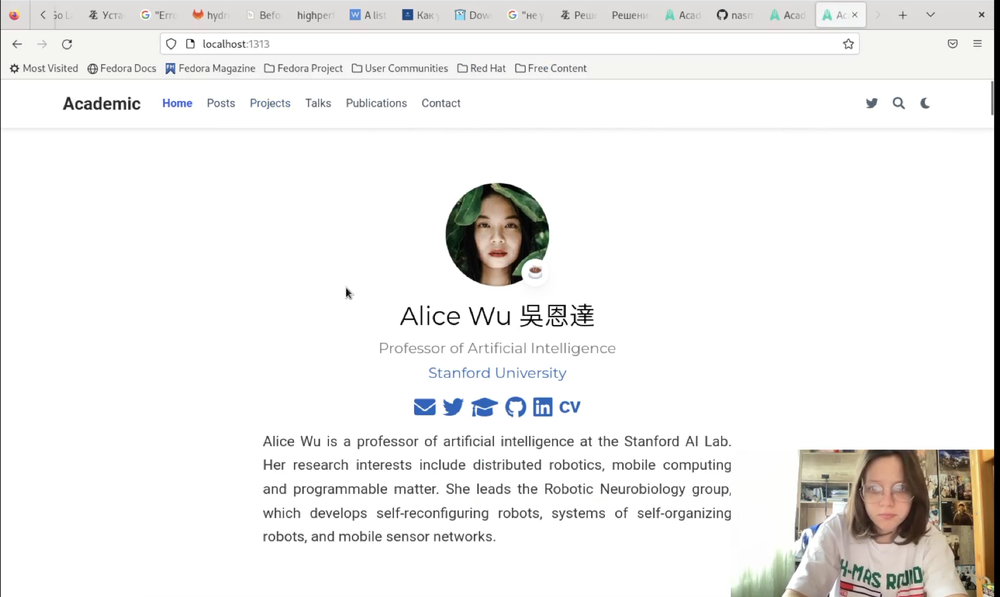 Уста "Erro hydr Befo highperf A list Как у Dow "не у Реше Решени Acad nasm Acad Ac
localhost:1313
Most Visited Fedora Docs Fedora Magazine Fedora Project User Communities Red Hat Free Content
Academic Home Posts Projects Talks Publications Contact
Alice Wu 吳恩達
Professor of Artificial Intelligence
Stanford University
CV
Alice Wu is a professor of artificial intelligence at the Stanford AI Lab.
Her research interests include distributed robotics, mobile computing
and programmable matter. She leads the Robotic Neurobiology group,
which develops self-reconfiguring robots, systems of self-organizing
robots, and mobile sensor networks.
X-MAS